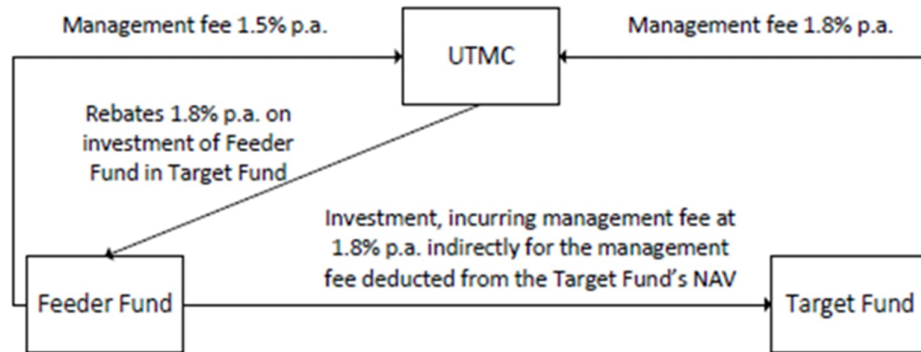 Management fee 1.5% p.a.
Management fee 1.8% p.a.
UTMC
Rebates 1.8% p.a. on
investment of Feeder
Fund in Target Fund
Investment, incurring management fee at
1.8% p.a. indirectly for the management
fee deducted from the Target Fund's NAV
Feeder Fund
Target Fund